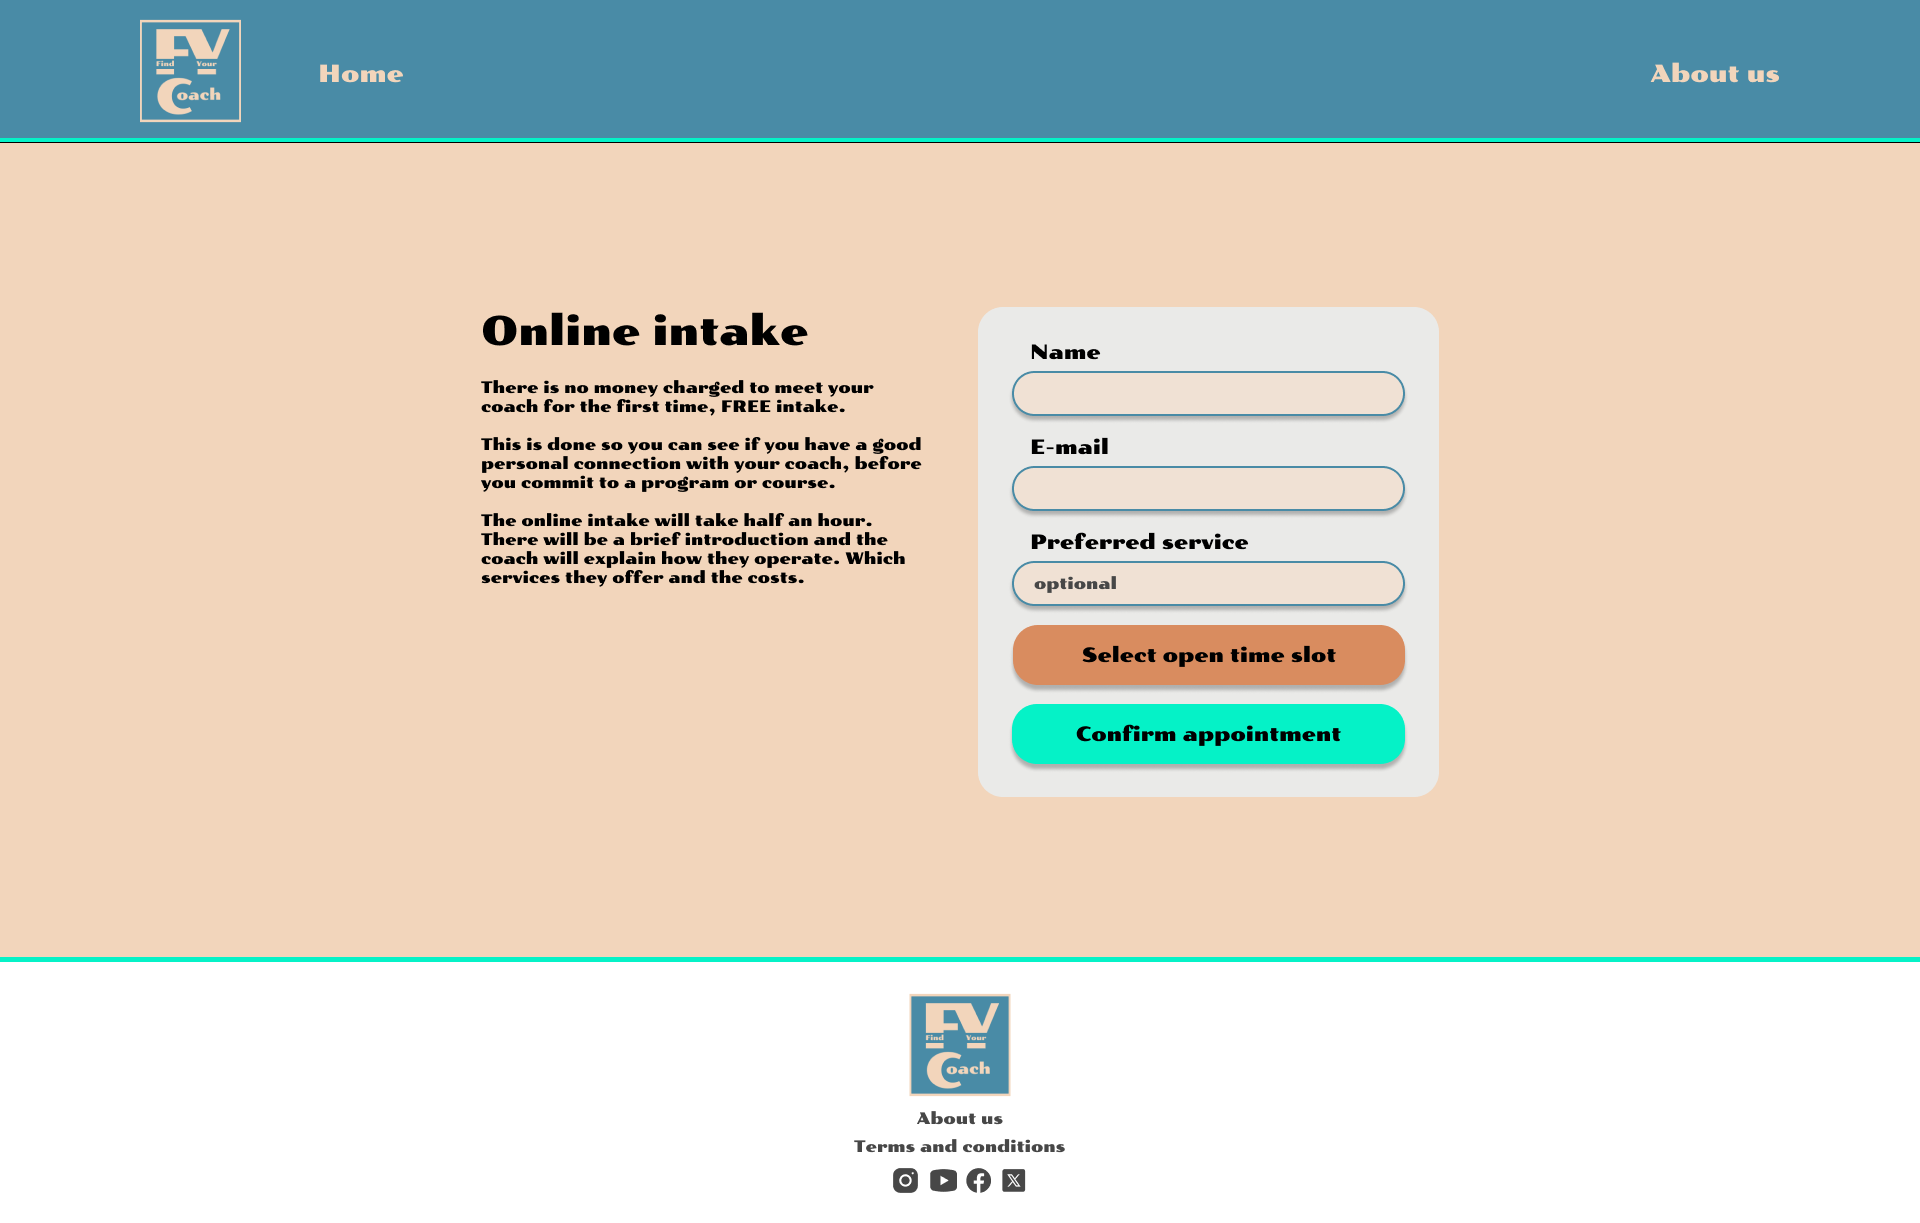 FY
Find Your
Coach
Home
About us
Online intake
There is no money charged to meet your
coach for the first time, FREE intake.
This is done so you can see if you have a good
personal connection with your coach, before
you commit to a program or course.
The online intake will take half an hour.
There will be a brief introduction and the
coach will explain how they operate. Which
services they offer and the costs.
Name
E-mail
Preferred service
optional
Select open time slot
Confirm appointment
FY
Find Your
Coach
About us
Terms and conditions